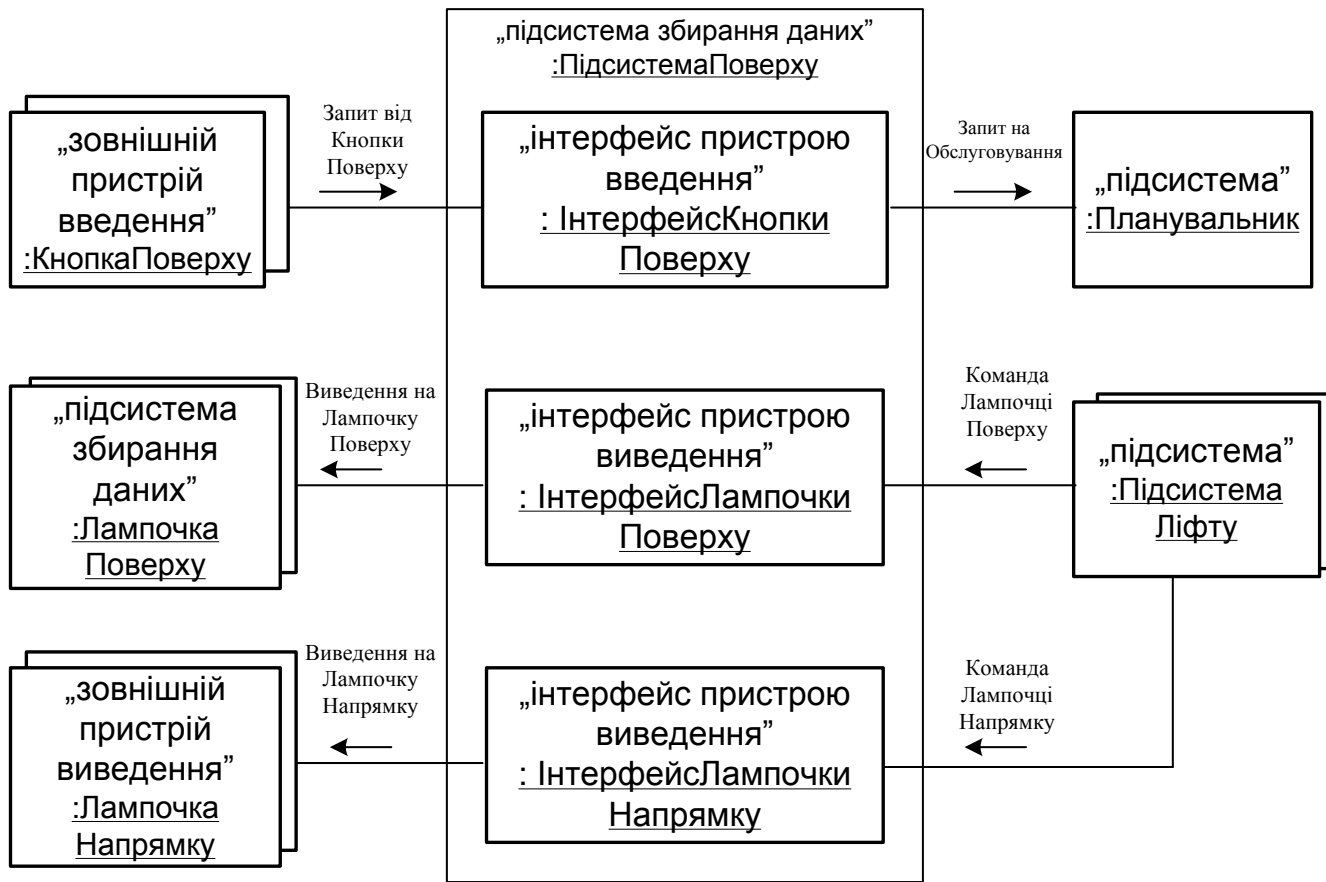 „підсистема збирання даних”
:ПідсистемаПоверху
„зовнішній
пристрій
введення”
:КнопкаПоверху
Запит від
Кнопки
Поверху
„інтерфейс пристрою
введення”
: ІнтерфейсКнопки
Поверху
Запит на
Обслуговування
„підсистема”
:Планувальник
„підсистема
збирання
даних”
:Лампочка
Поверху
Виведення на
Лампочку
Поверху
„інтерфейс пристрою
виведення”
: ІнтерфейсЛампочки
Поверху
Команда
Лампочці
Поверху
„підсистема”
:Підсистема
Ліфту
„зовнішній
пристрій
виведення”
:Лампочка
Напрямку
Виведення на
Лампочку
Напрямку
„інтерфейс пристрою
виведення”
: ІнтерфейсЛампочки
Напрямку
Команда
Лампочці
Напрямку